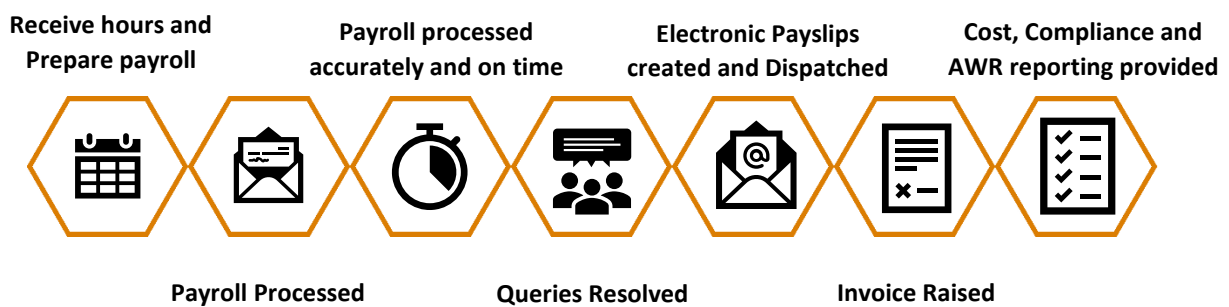 Receive hours and
Prepare payroll
Payroll processed
accurately and on time
Electronic Payslips
created and Dispatched
Cost, Compliance and
AWR reporting provided
@
Payroll Processed
Queries Resolved
Invoice Raised